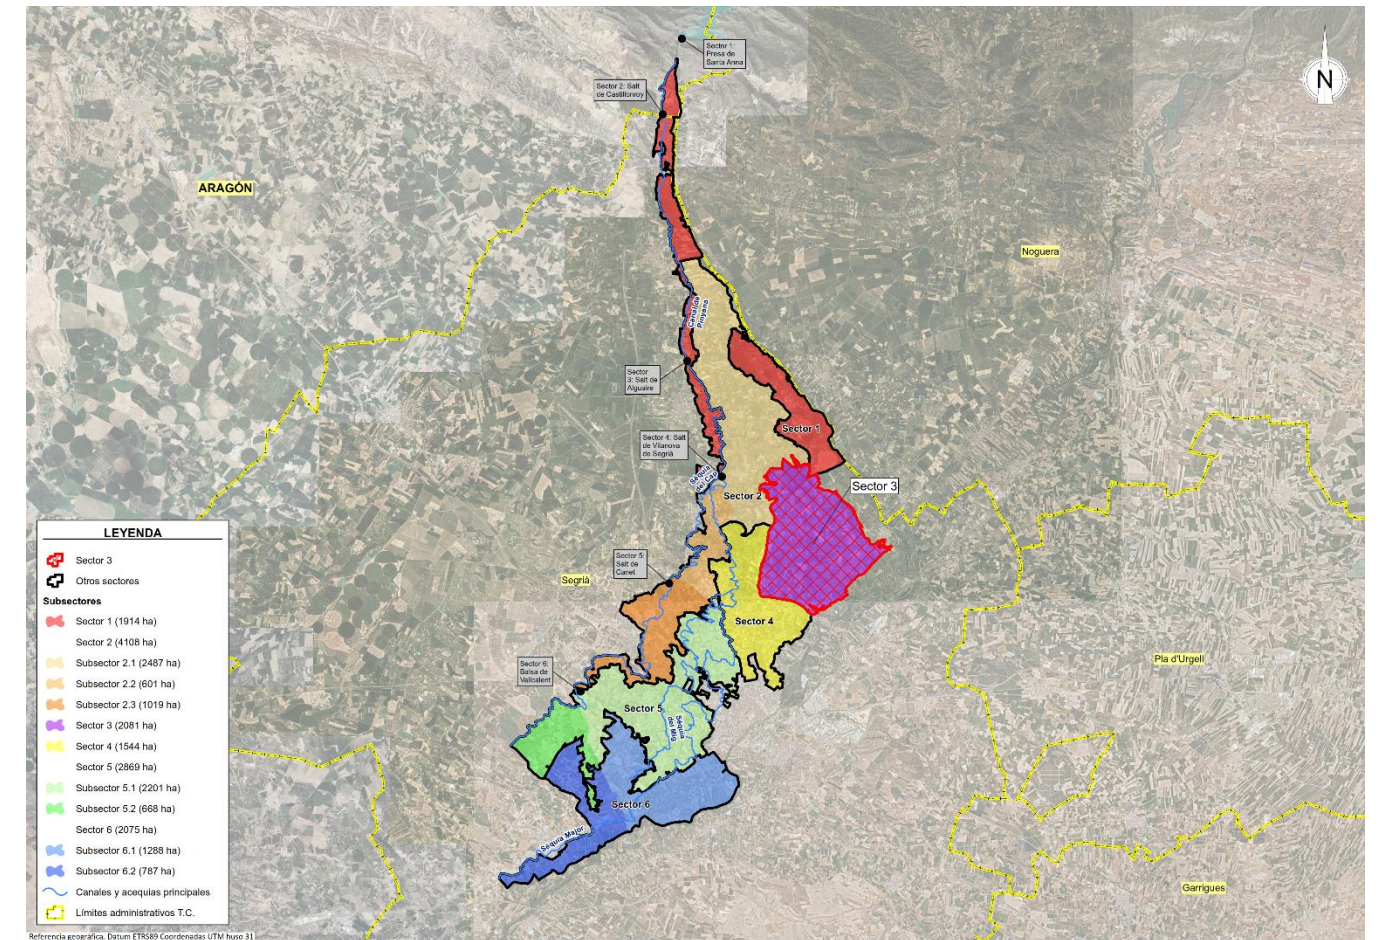 Sector 1:
Presa de
Santa Anna
Sector 2: Salt
de Castillonroy
N
ARAGÓN
Noguera
Canal de
Pinyana
Sector
3: Salt de
Alguaire
Sector 1
Sector 4: Salt
de Vilanova
de Segrià
Séquia
del Cap
Sector 2
Sector 3
Sector 5:
Salt de
Canet
Segrià
Sector 4
Pla d'Urgell
Sector 6:
Balsa de
Vallcalent
Sector 5
Séquia
del Mig
Sector 6
Séquia Major
Garrigues
LEYENDA
Sector 3
Otros sectores
Subsectores
Sector 1 (1914 ha)
Sector 2 (4108 ha)
Subsector 2.1 (2487 ha)
Subsector 2.2 (601 ha)
Subsector 2.3 (1019 ha)
Sector 3 (2081 ha)
Sector 4 (1544 ha)
Sector 5 (2869 ha)
Subsector 5.1 (2201 ha)
Subsector 5.2 (668 ha)
Sector 6 (2075 ha)
Subsector 6.1 (1288 ha)
Subsector 6.2 (787 ha)
Canales y acequias principales
Límites administrativos T.C.
Referencia geográfica. Datum ETRS89 Coordenadas UTM huso 31